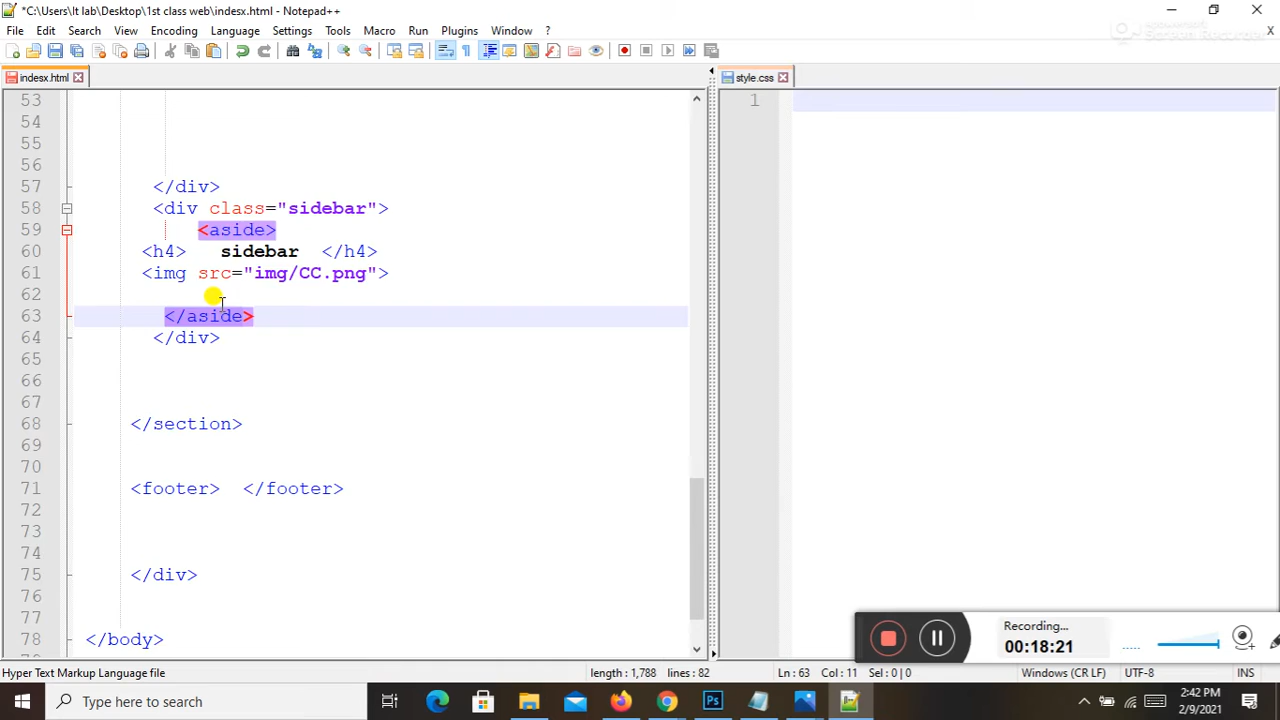 *C:\Users\It lab\Desktop\1st class web\indesx.html - Notepad++
File Edit Search View Encoding Language Settings Tools Macro Run Plugins Window ?
X
indesx.html
style.css
53
1
54
55
56
57 </div>
58 <div class="sidebar">
59 <aside>
60 <h4> sidebar </h4>
61 <img src="img/CC.png">
62
63 </aside>
64 </div>
65
66
67
68 </section>
69
70
71 <footer> </footer>
72
73
74
75 </div>
76
77
78 </body>
Recording...
00:18:21
Hyper Text Markup Language file
length : 1,788 lines : 82
Ln : 63 Col : 11 Sel : 0 | 0
Windows (CR LF)
UTF-8
INS
Type here to search
Ps
2:42 PM
2/9/2021